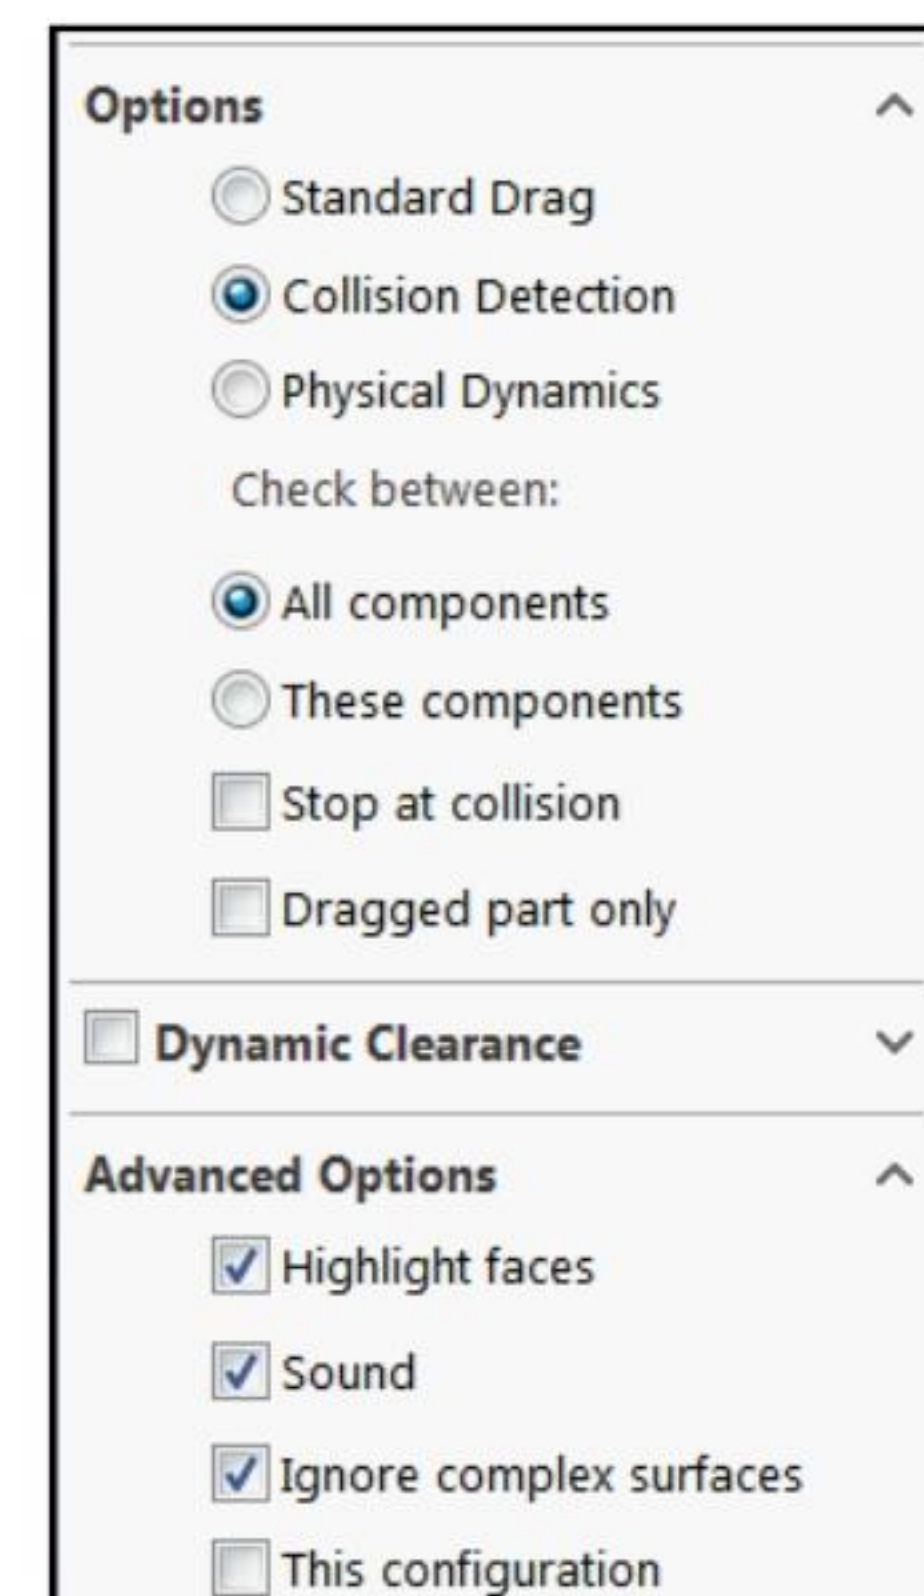 Options
Standard Drag
Collision Detection
Physical Dynamics
Check between:
All components
These components
Stop at collision
Dragged part only
Dynamic Clearance
Advanced Options
Highlight faces
Sound
Ignore complex surfaces
This configuration